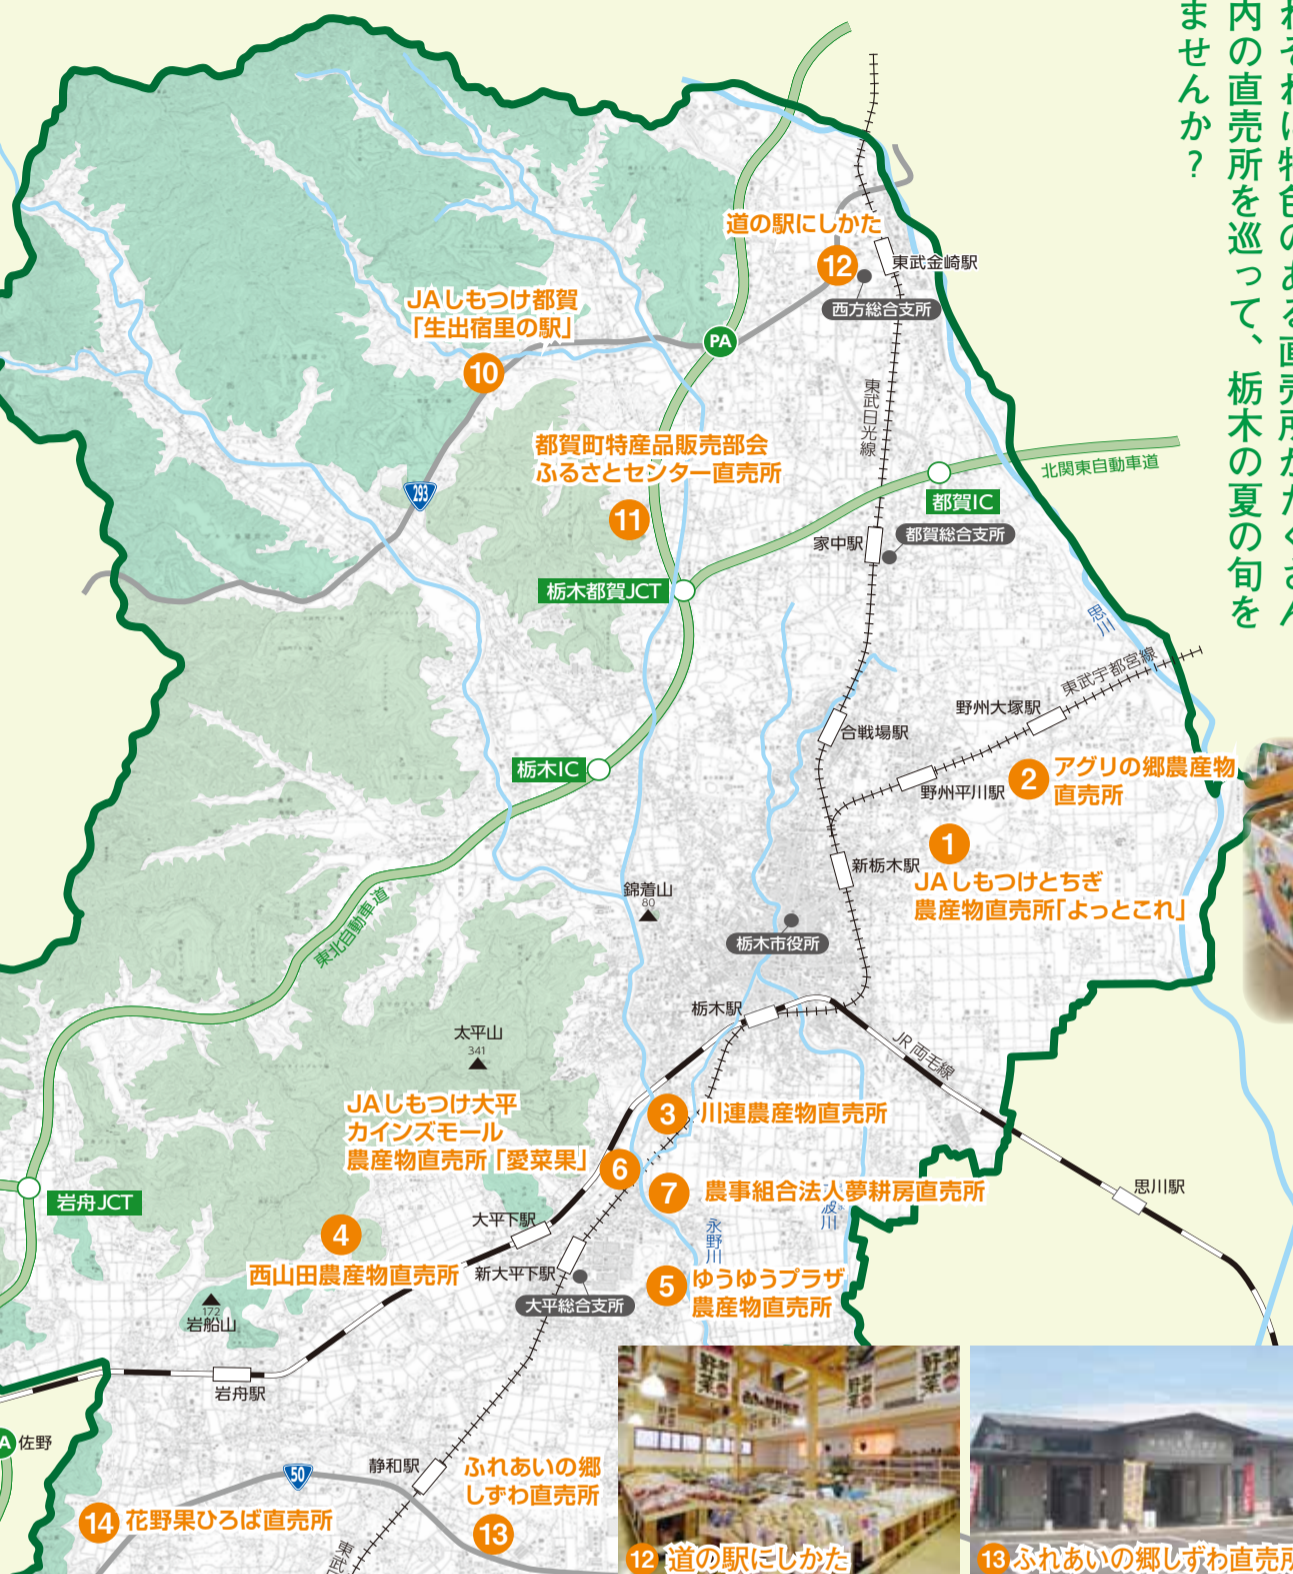 れぞれに特色のある直売所がたくさん
内の直売所を巡って、栃木の夏の旬を
ませんか?
道の駅にしかた
12
東武金崎駅
西方総合支所
JAしもつけ都賀
「生出宿里の駅」
10
PA
東武日光線
都賀町特産品販売部会
ふるさとセンター直売所
11
293
北関東自動車道
都賀IC
家中駅
都賀総合支所
栃木都賀JCT
思川
東武宇都宮線
野州大塚駅
合戦場駅
栃木IC
野州平川駅
2
アグリの郷農産物
直売所
1
新栃木駅
JAしもつけとちぎ
農産物直売所「よっとこれ」
錦着山
80
東北自動車道
栃木市役所
栃木駅
太平山
341
JR両毛線
JAしもつけ大平
カインズモール
農産物直売所「愛菜果」
3 川連農産物直売所
6
7 農事組合法人夢耕房直売所
思川駅
岩舟JCT
4
西山田農産物直売所
大平下駅
新大平下駅
永野川
波川
5 ゆうゆうプラザ
農産物直売所
大平総合支所
172
岩船山
岩舟駅
A 佐野
50
静和駅
ふれあいの郷
しずわ直売所
13
14 花野果ひろば直売所
東武
野菜
野菜
12 道の駅にしかた
13 ふれあいの郷しずわ直売所